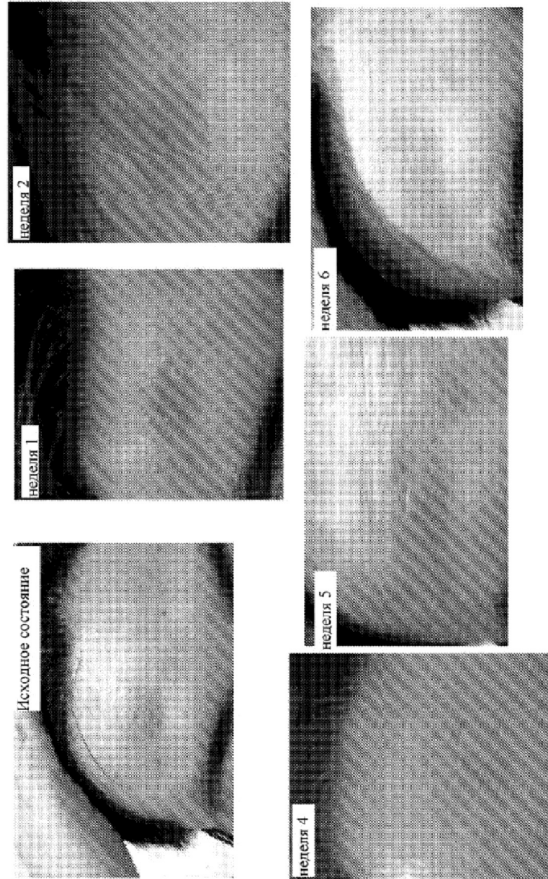 Исходное состояние
неделя 1
неделя 2
неделя 4
неделя 5
неделя 6